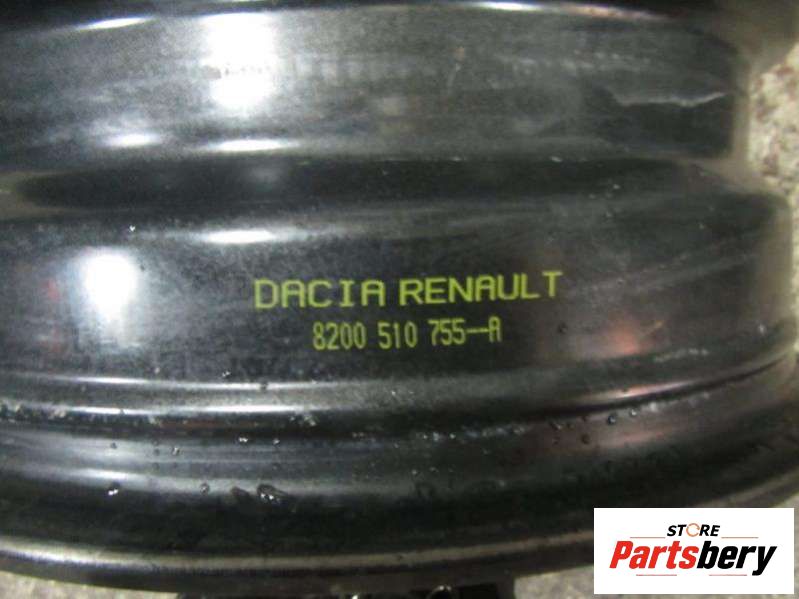 DACIA RENAULT
8200 510 755--A
STORE
Partsbery